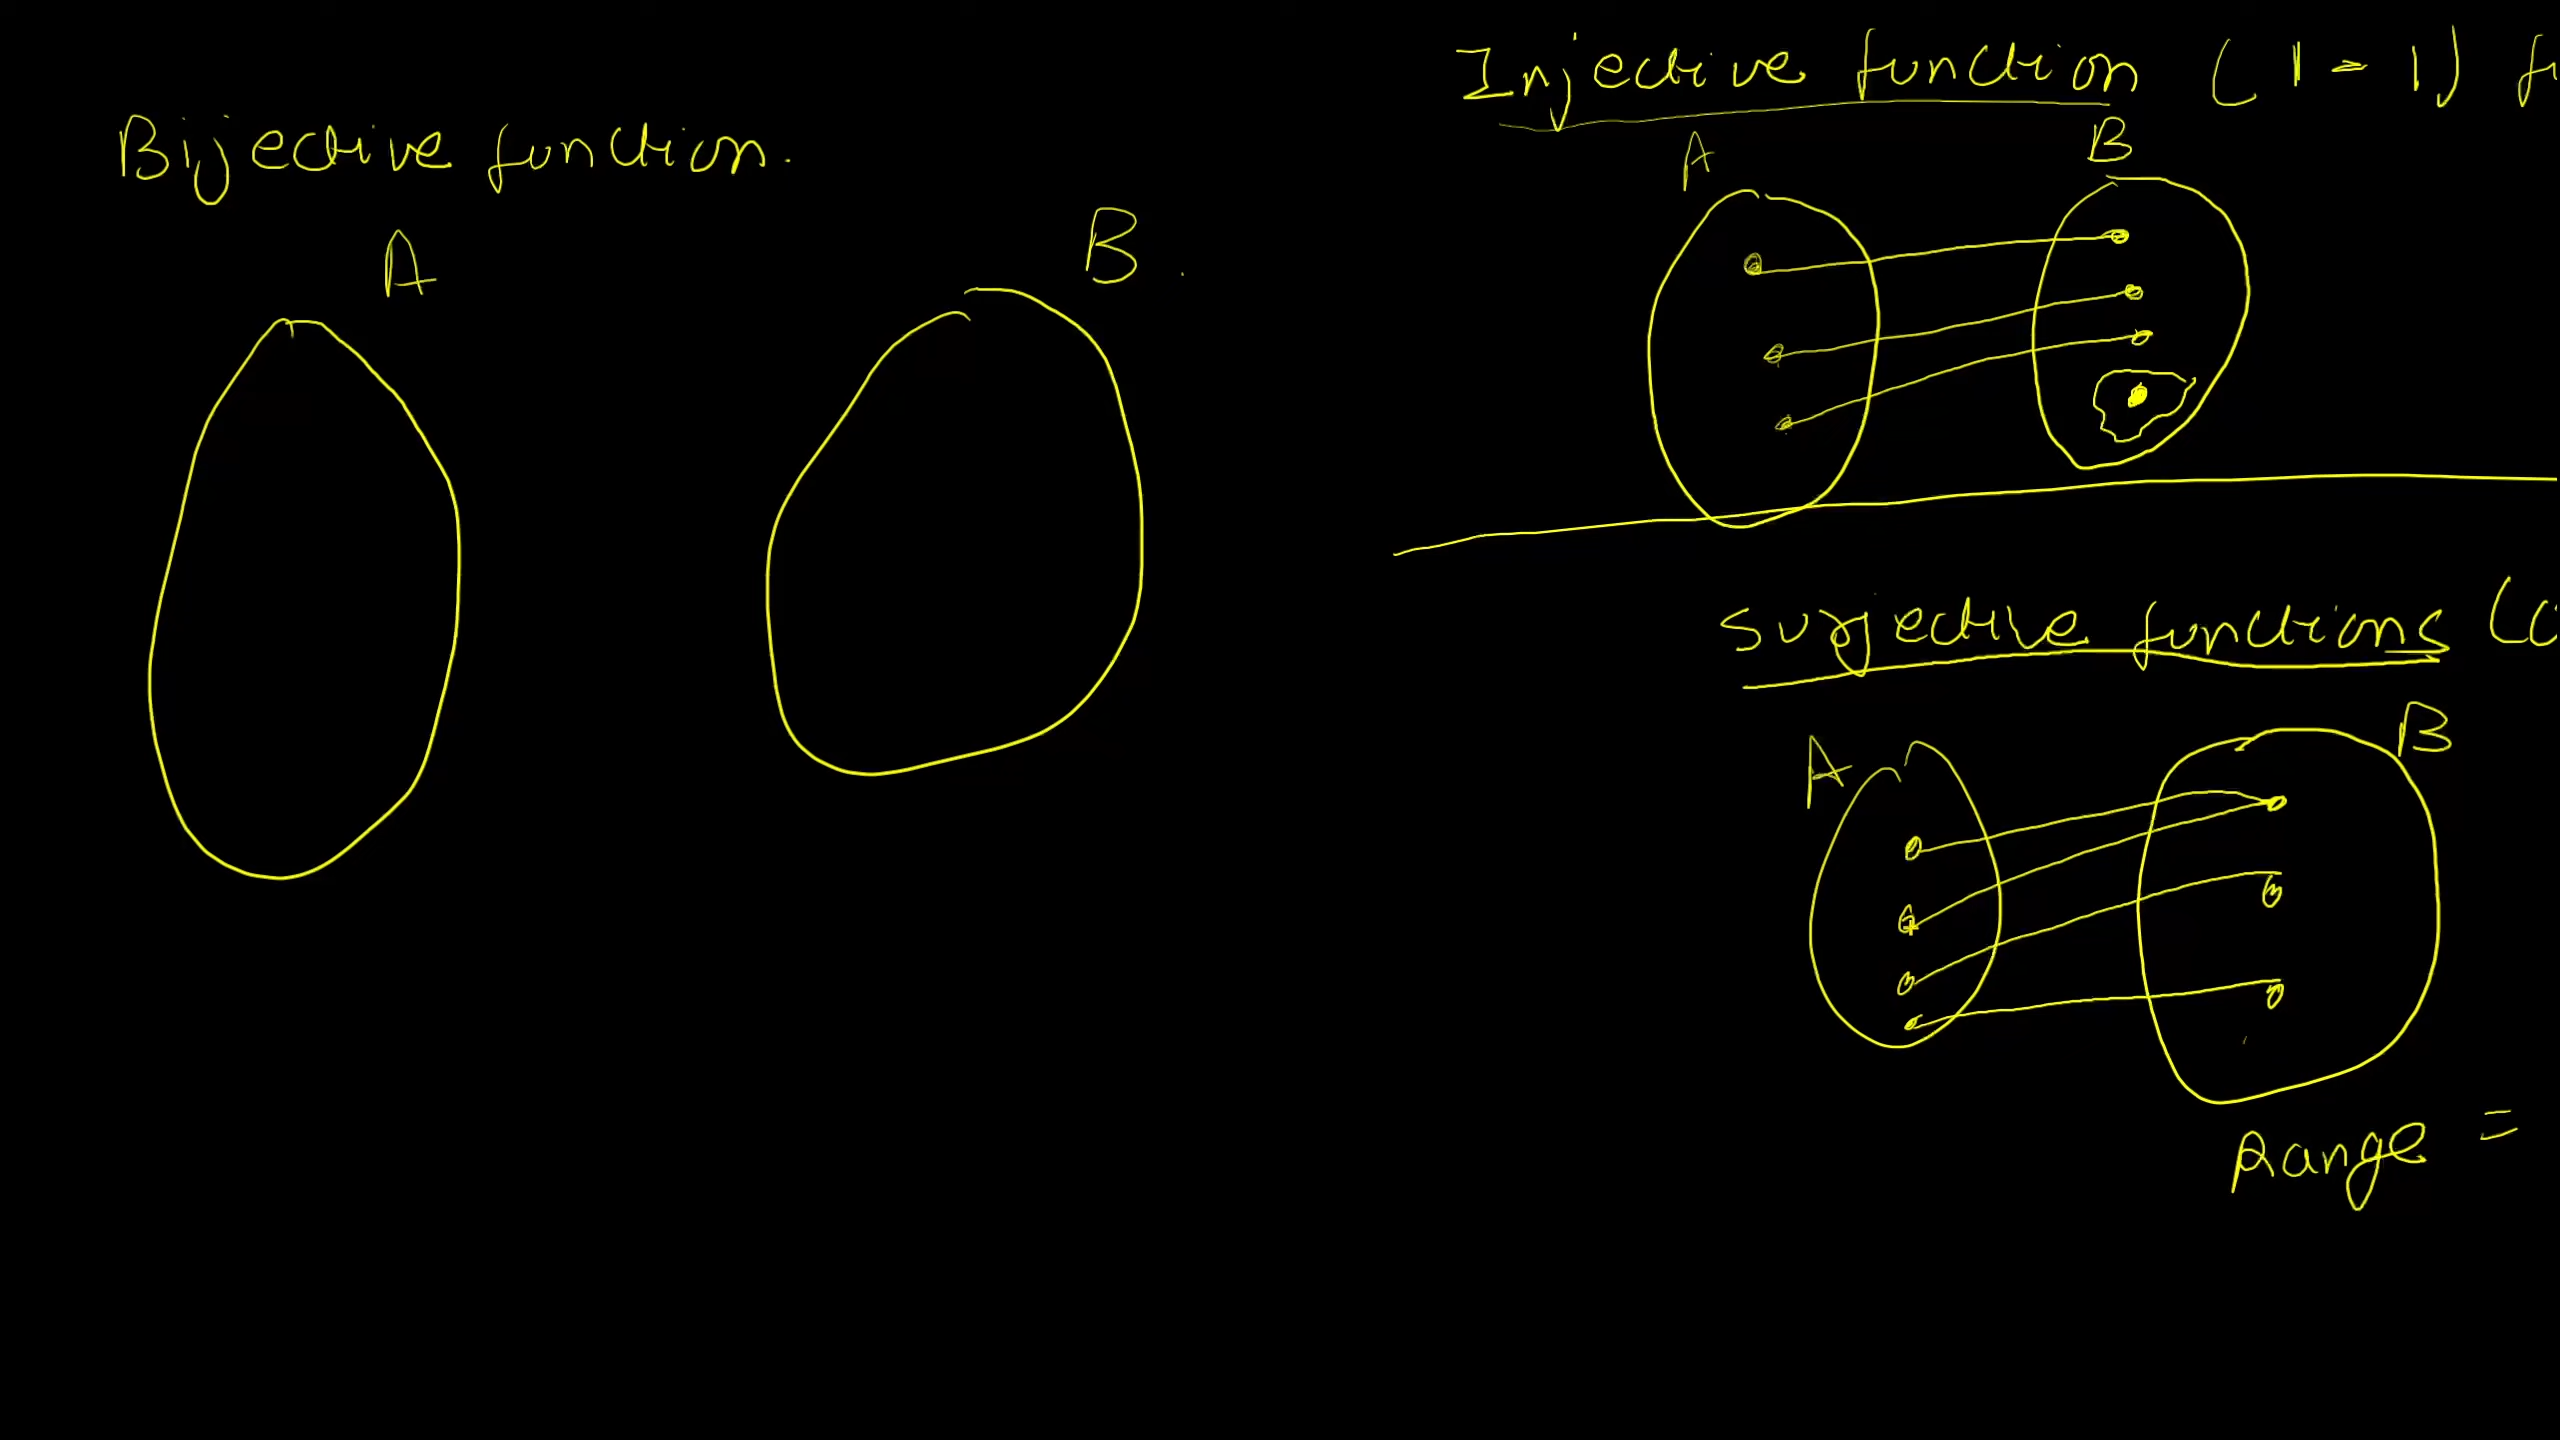 Bijective function.
A
B
Injective function (1-1)
A
B
Surjective functions (
A
B
Range =